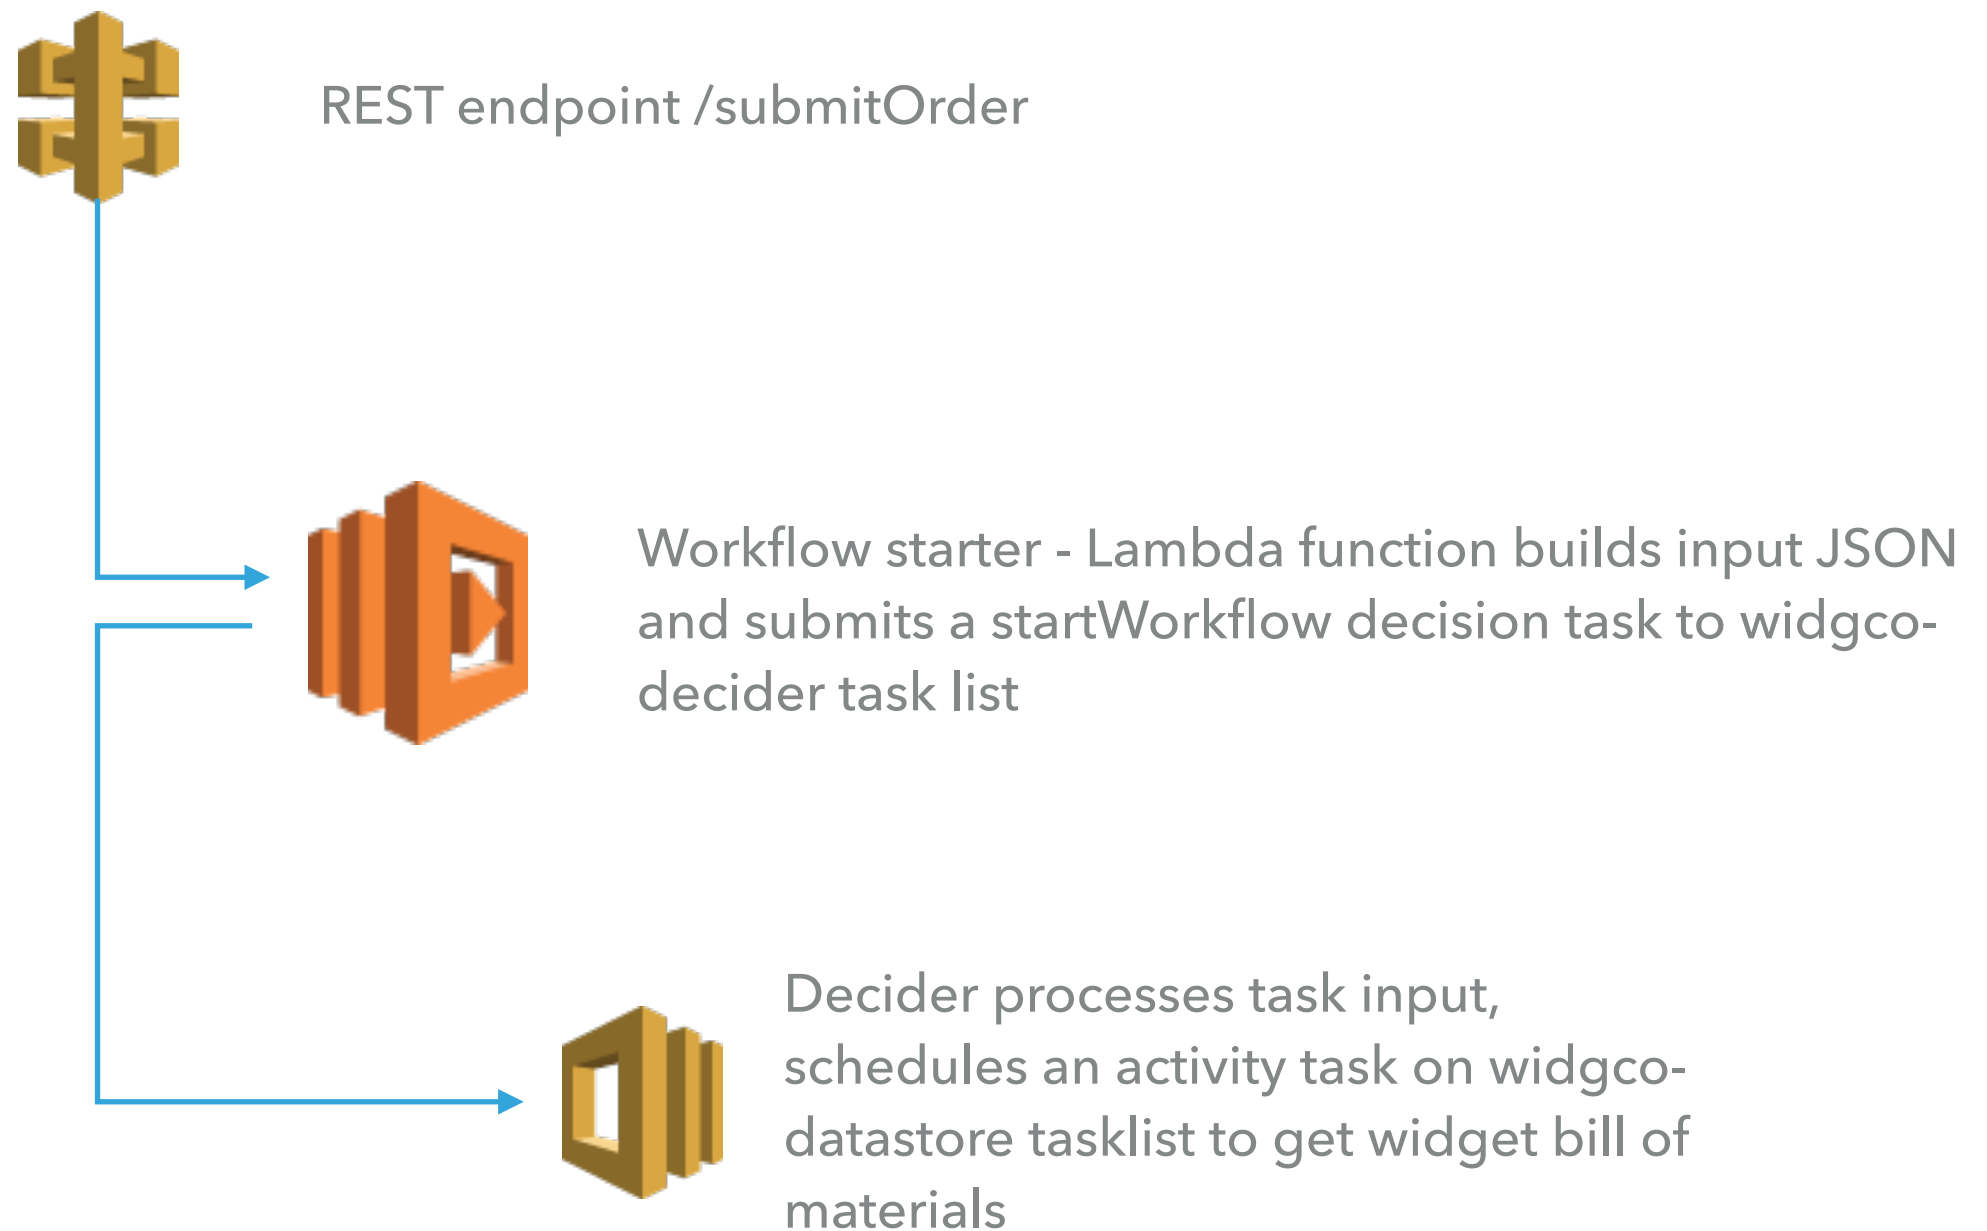 REST endpoint /submitOrder
Workflow starter - Lambda function builds input JSON
and submits a startWorkflow decision task to widgco-
decider task list
Decider processes task input,
schedules an activity task on widgco-
datastore tasklist to get widget bill of
materials